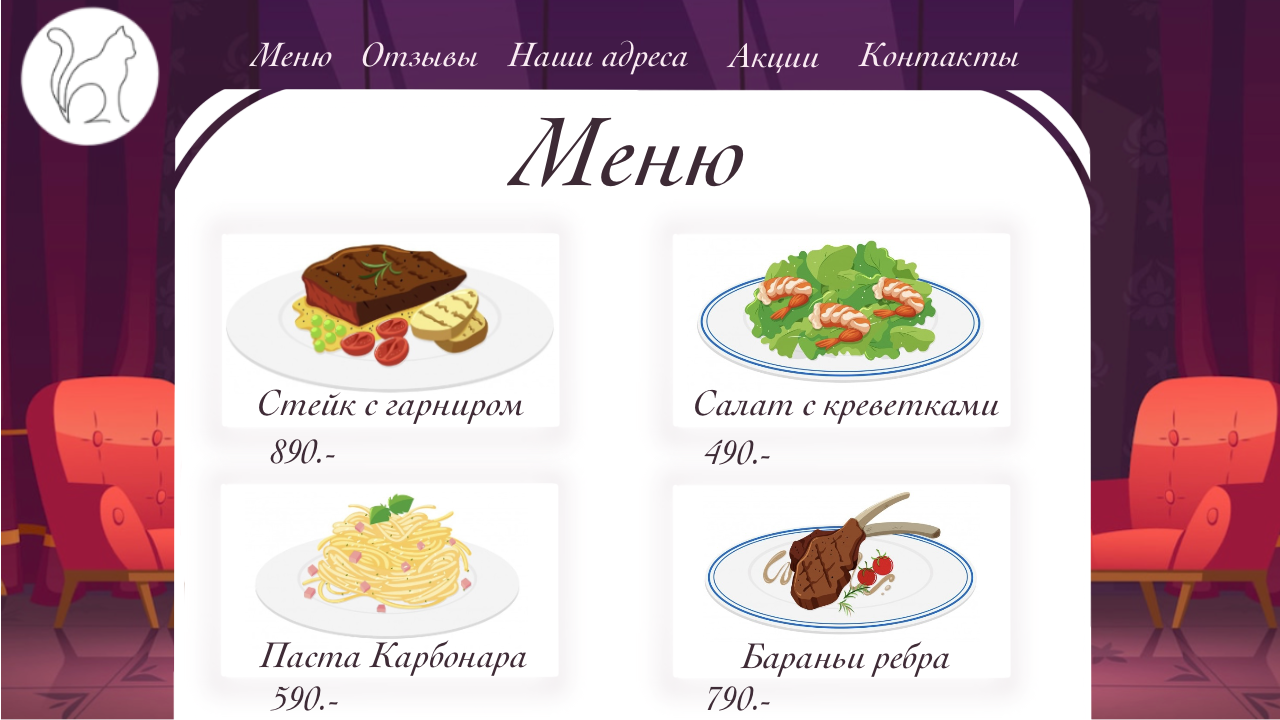 Меню Отзывы Наши адреса Акции Контакты
Меню
Стейк с гарниром
890.-
Салат с креветками
490.-
Паста Карбонара
590.-
Бараньи ребра
790.-